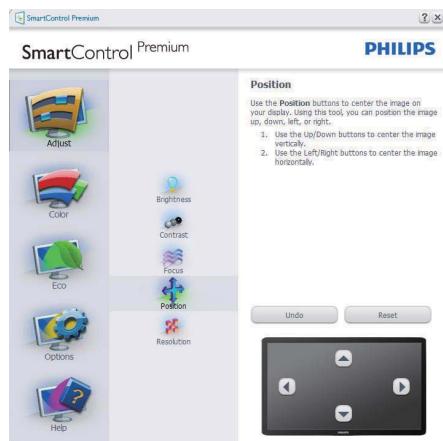 SmartControl Premium
? ×
SmartControl Premium
PHILIPS
Adjust
Color
Eco
Options
Help
Brightness
Contrast
Focus
Position
Resolution
Position
Use the Position buttons to center the image on
your display. Using this tool, you can position the image
up, down, left, or right.
1. Use the Up/Down buttons to center the image
vertically.
2. Use the Left/Right buttons to center the image
horizontally.
Undo
Reset
PHILIPS